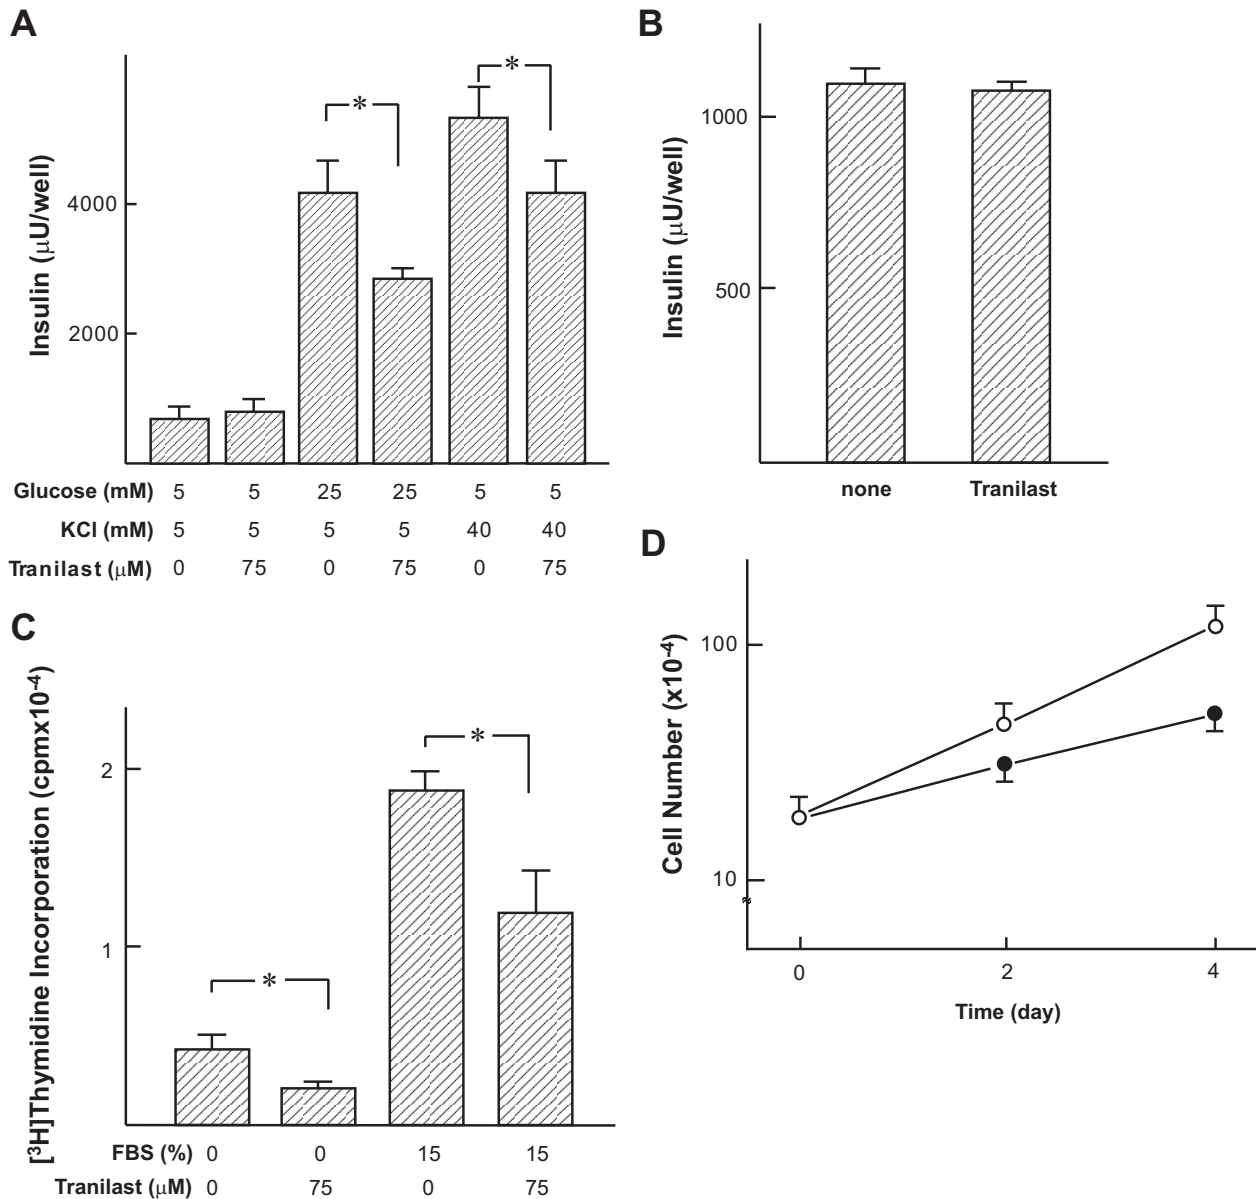 A
Insulin (μU/well)
4000
2000
*
*
Glucose (mM) 5 5 25 25 5 5
KCl (mM) 5 5 5 5 40 40
Tranilast (μM) 0 75 0 75 0 75
B
Insulin (μU/well)
1000
500
none Tranilast
C
[³H]Thymidine Incorporation (cpmx10⁻⁴)
2
1
*
*
FBS (%) 0 0 15 15
Tranilast (μM) 0 75 0 75
D
Cell Number (x10⁻⁴)
100
10
0 2 4
Time (day)